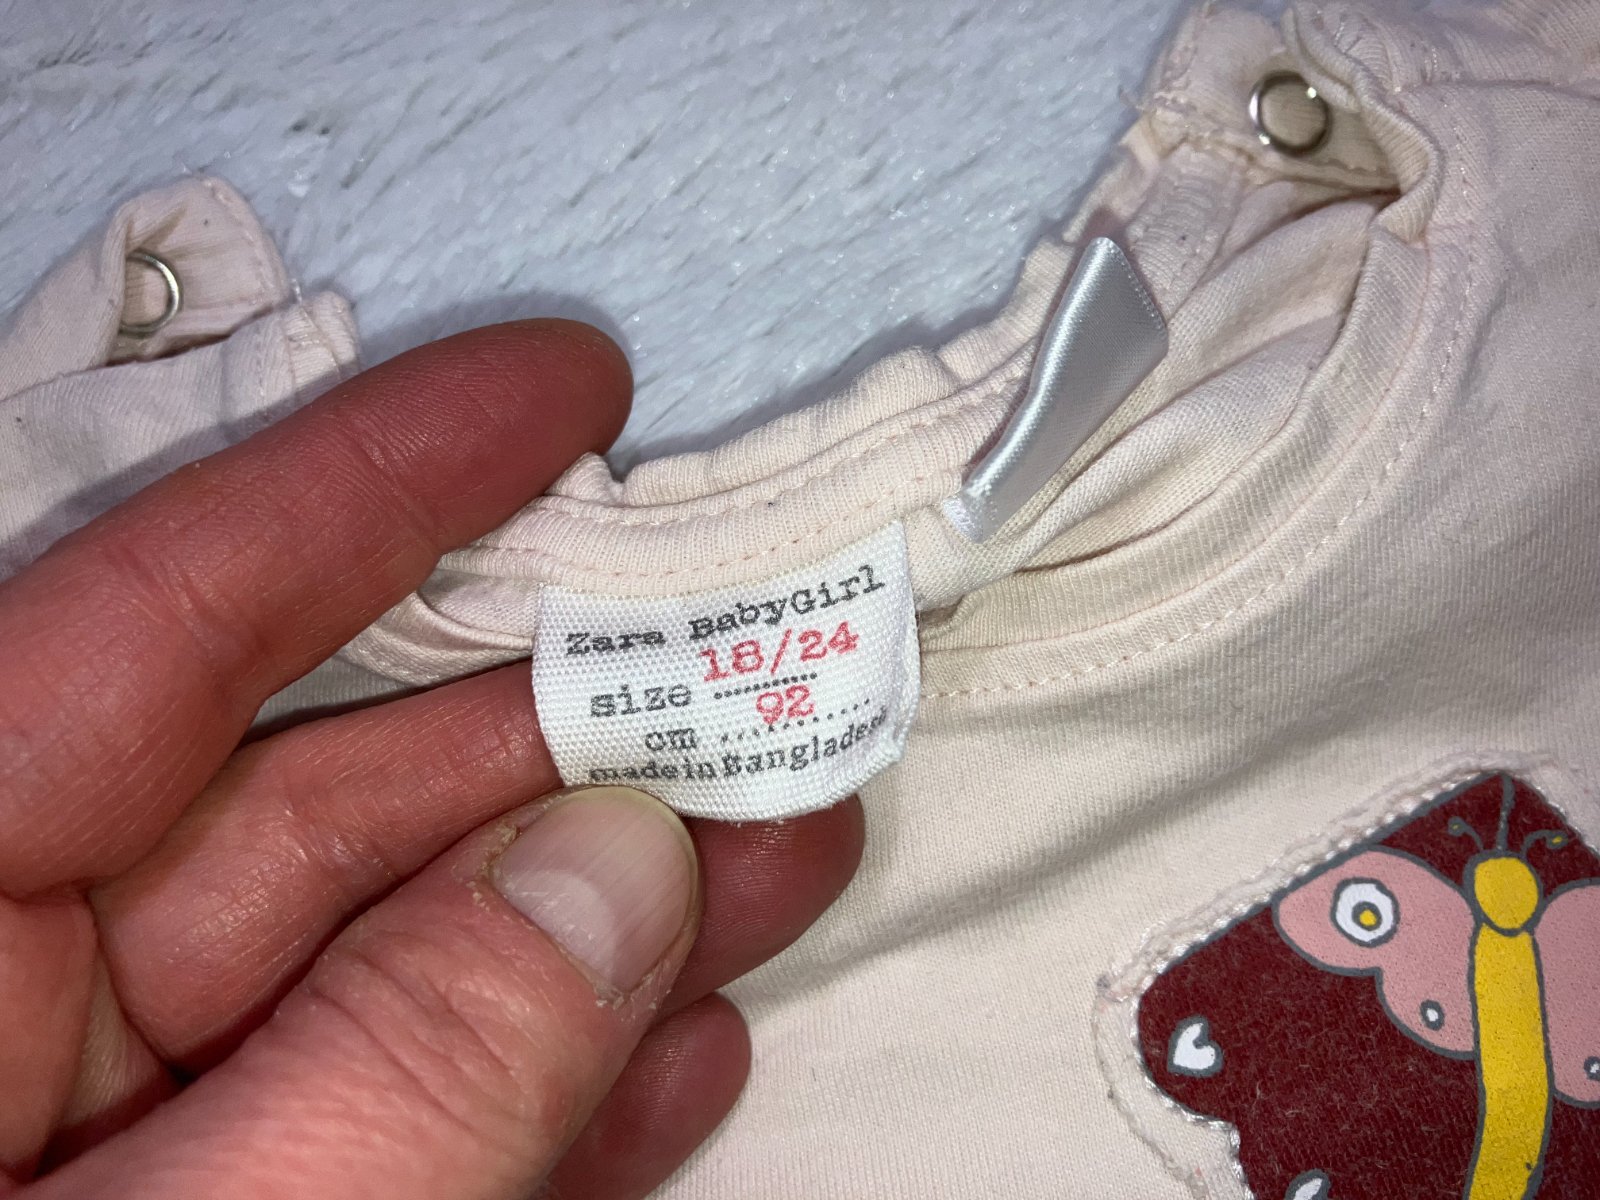 Zara BabyGirl
18/24
size ............
92
cm ............
made in Bangladesh